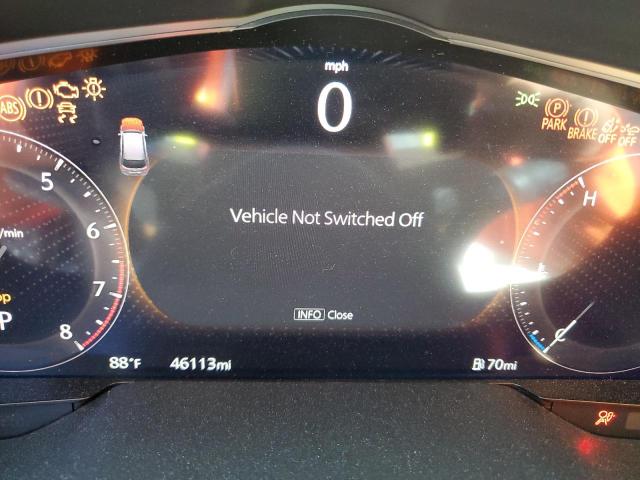 mph
0
ABS
PARK
BRAKE
OFF OFF
5
6
7
8
/min
P
H
C
Vehicle Not Switched Off
INFO Close
88°F 46113mi 70mi